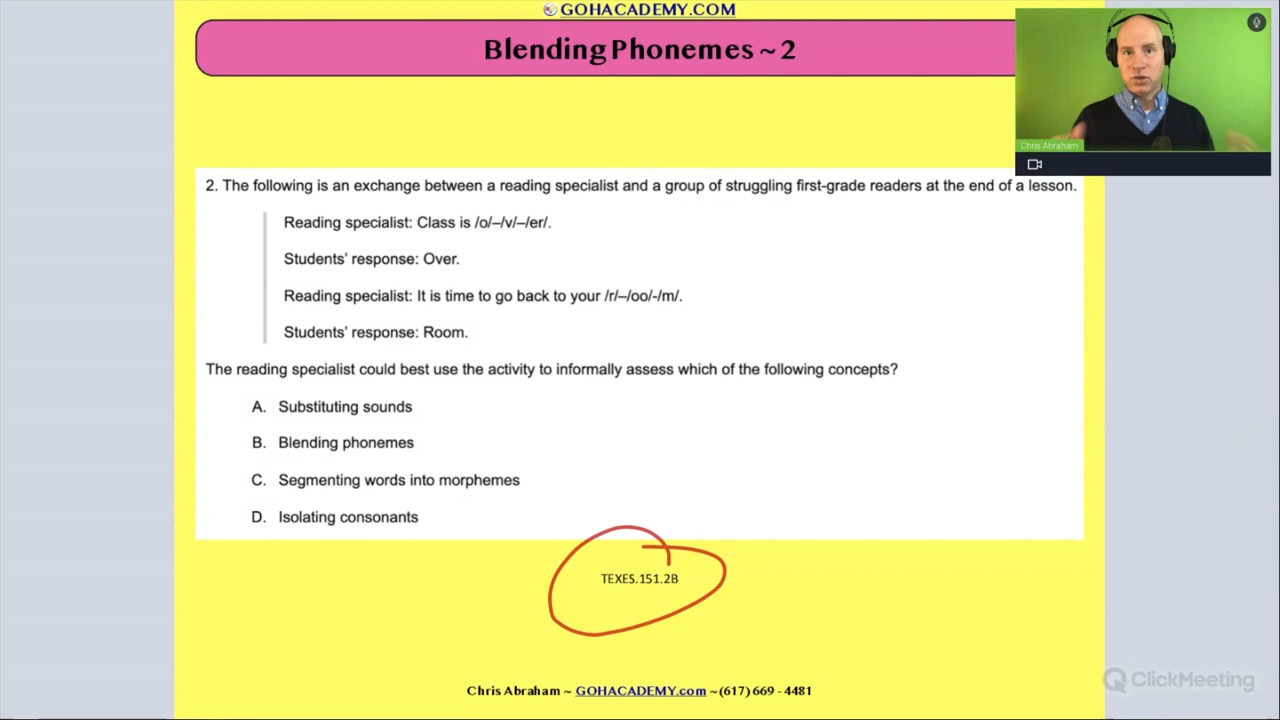 GOHACADEMY.COM
Blending Phonemes ~ 2
Chris Abraham
2. The following is an exchange between a reading specialist and a group of struggling first-grade readers at the end of a lesson.
Reading specialist: Class is /o/–/v/–/er/.
Students' response: Over.
Reading specialist: It is time to go back to your /r/–/oo/-/m/.
Students' response: Room.
The reading specialist could best use the activity to informally assess which of the following concepts?
A. Substituting sounds
B. Blending phonemes
C. Segmenting words into morphemes
D. Isolating consonants
TEXES.151.2B
Chris Abraham ~ GOHACADEMY.com ~(617) 669 - 4481
ClickMeeting